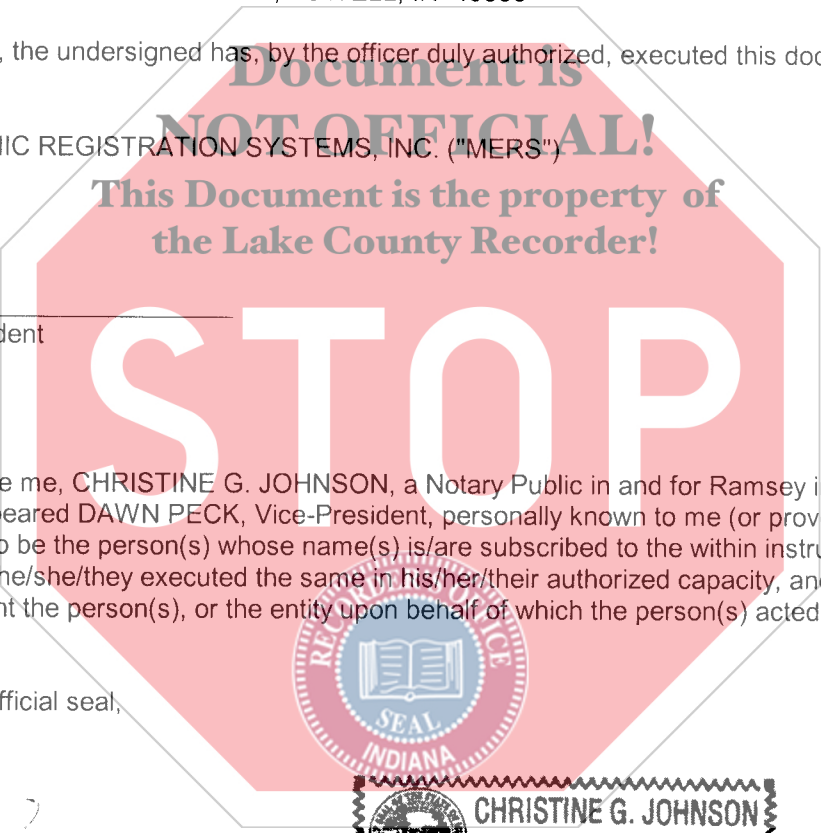 , the undersigned has, by the officer duly authorized, executed this doc
Document is
NOT OFFICIAL!
IC REGISTRATION SYSTEMS, INC. ("MERS")
This Document is the property of
the Lake County Recorder!
dent
STOP
e me, CHRISTINE G. JOHNSON, a Notary Public in and for Ramsey i
eared DAWN PECK, Vice-President, personally known to me (or prov
o be the person(s) whose name(s) is/are subscribed to the within instru
he/she/they executed the same in his/her/their authorized capacity, and
nt the person(s), or the entity upon behalf of which the person(s) acted
RECORDER'S OFFICE
SEAL
INDIANA
fficial seal,
CHRISTINE G. JOHNSON